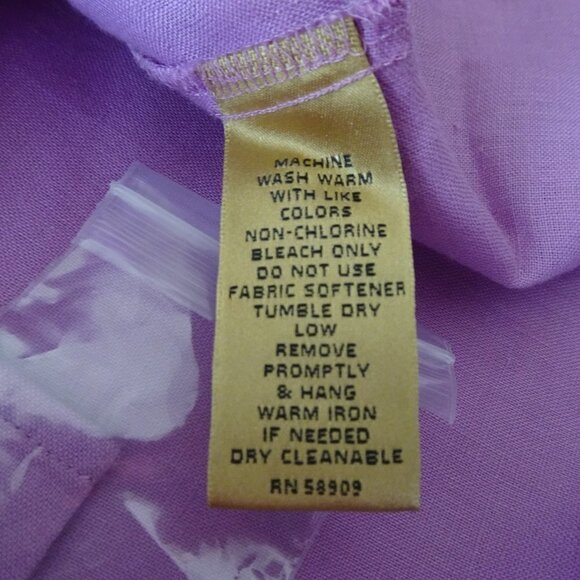 MACHINE
WASH WARM
WITH LIKE
COLORS
NON-CHLORINE
BLEACH ONLY
DO NOT USE
FABRIC SOFTENER
TUMBLE DRY
LOW
REMOVE
PROMPTLY
& HANG
WARM IRON
IF NEEDED
DRY CLEANABLE
RN 58909